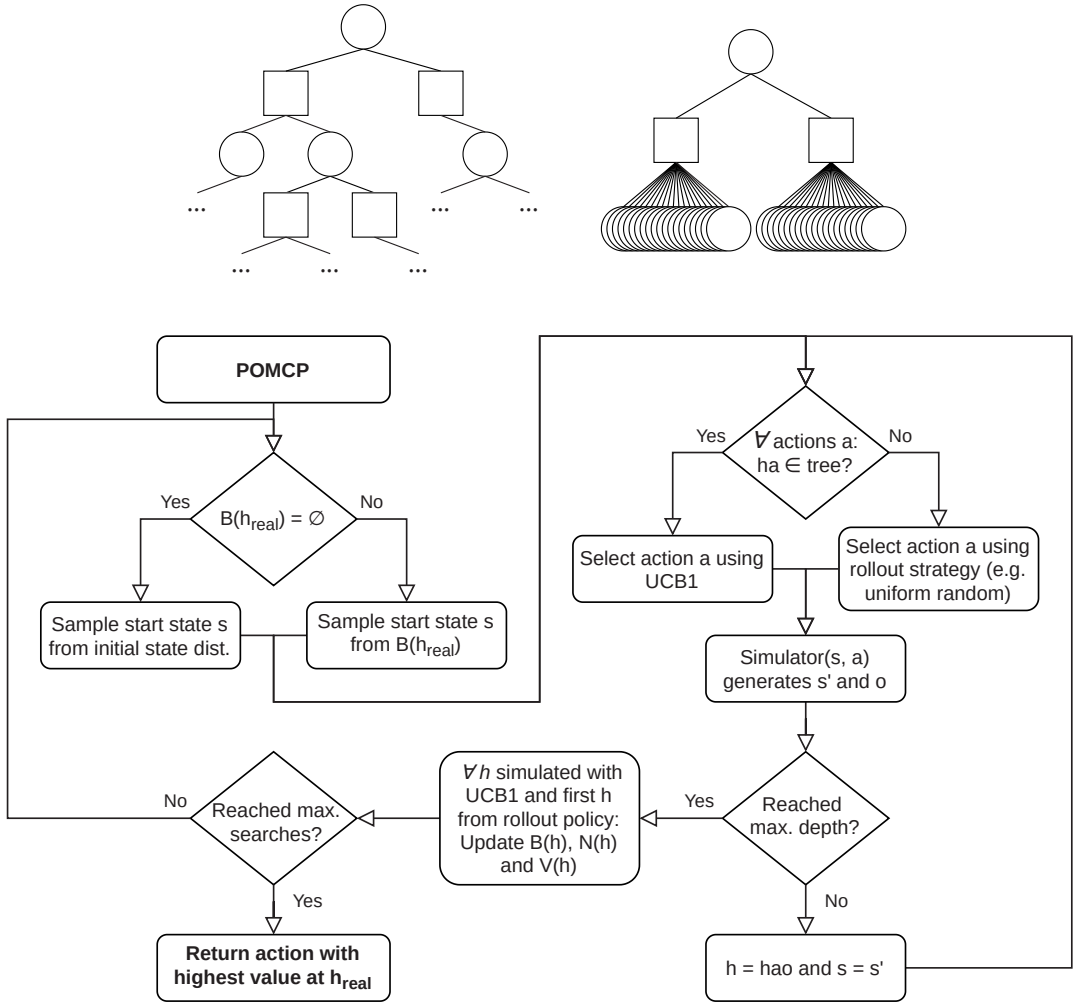 ...
...
...
...
...
...
POMCP
Yes
B(hreal) = ∅
No
Sample start state s
from initial state dist.
Sample start state s
from B(hreal)
Yes
∀ actions a:
ha ∈ tree?
No
Select action a using
UCB1
Select action a using
rollout strategy (e.g.
uniform random)
Simulator(s, a)
generates s' and o
Reached
max. depth?
Yes
No
∀ h simulated with
UCB1 and first h
from rollout policy:
Update B(h), N(h)
and V(h)
No
Reached max.
searches?
Yes
Return action with
highest value at hreal
h = hao and s = s'